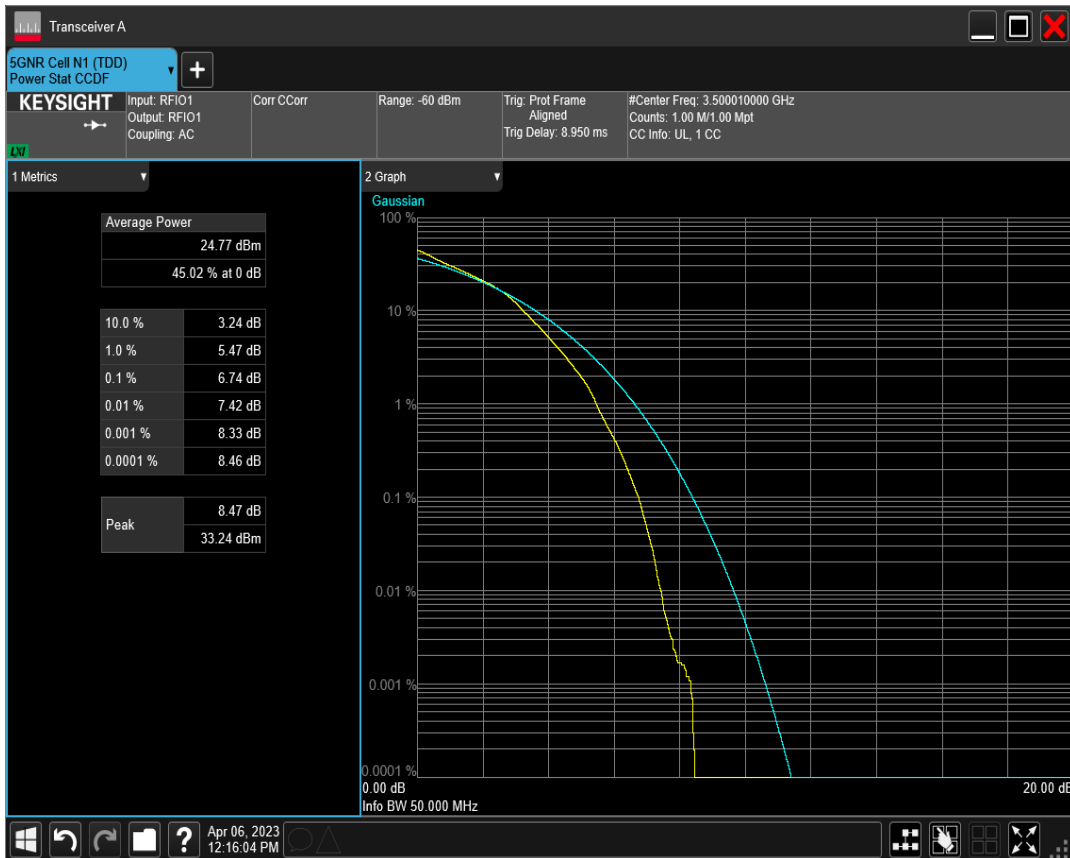 Transceiver A
5GNR Cell N1 (TDD)
Power Stat CCDF
+
KEYSIGHT
LXI
Input: RFIO1
Output: RFIO1
Coupling: AC
Corr CCorr
Range: -60 dBm
Trig: Prot Frame
Aligned
Trig Delay: 8.950 ms
#Center Freq: 3.500010000 GHz
Counts: 1.00 M/1.00 Mpt
CC Info: UL, 1 CC
1 Metrics
Average Power
24.77 dBm
45.02 % at 0 dB
10.0 % 3.24 dB
1.0 % 5.47 dB
0.1 % 6.74 dB
0.01 % 7.42 dB
0.001 % 8.33 dB
0.0001 % 8.46 dB
Peak
8.47 dB
33.24 dBm
2 Graph
Gaussian
100 %
10 %
1 %
0.1 %
0.01 %
0.001 %
0.0001 %
0.00 dB 20.00 dB
Info BW 50.000 MHz
?
Apr 06, 2023
12:16:04 PM